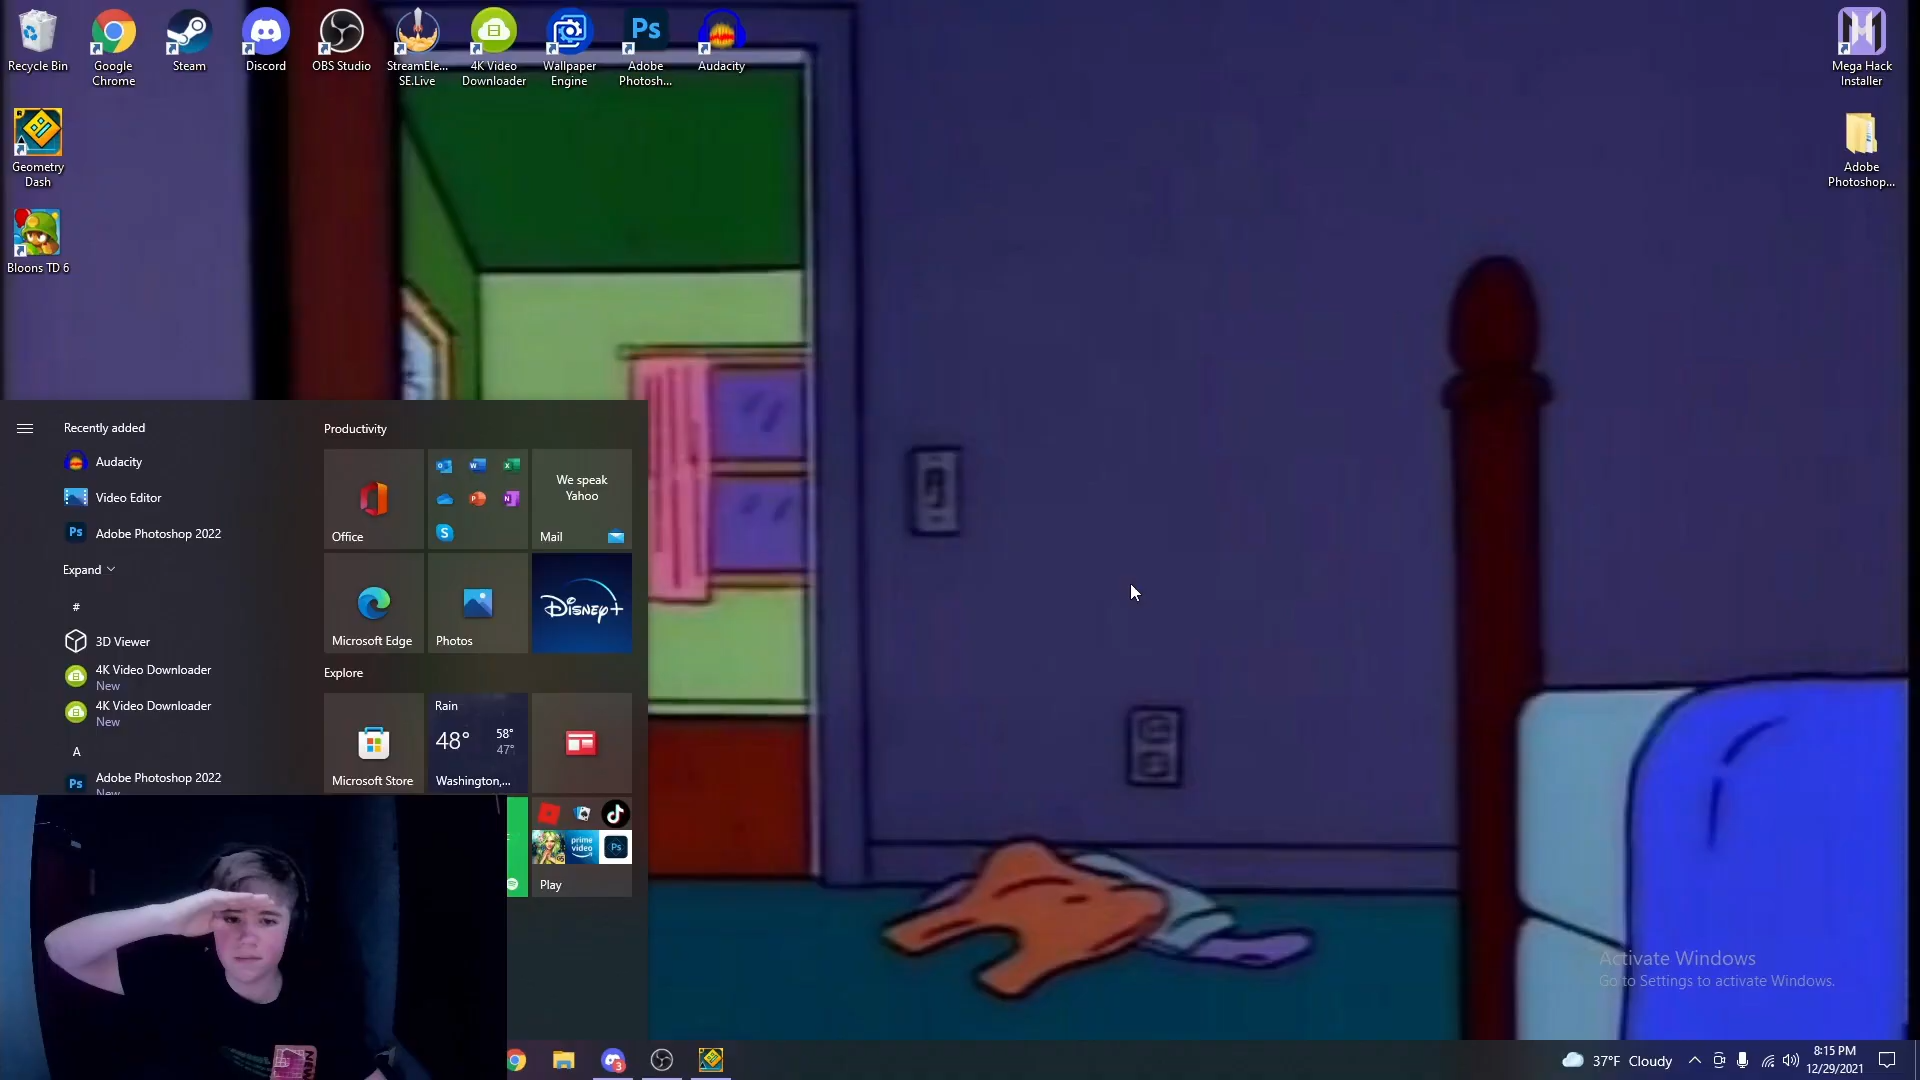 Recycle Bin
Google
Chrome
Steam
Discord
OBS Studio
StreamEle...
SE.Live
4K Video
Downloader
Wallpaper
Engine
Ps
Adobe
Photosh...
Audacity
Mega Hack
Installer
Geometry
Dash
Adobe
Photoshop...
Bloons TD 6
Recently added
Audacity
Video Editor
Ps
Adobe Photoshop 2022
Expand
#
3D Viewer
4K Video Downloader
New
4K Video Downloader
New
A
Ps
Adobe Photoshop 2022
New
Productivity
Office
We speak
Yahoo
Mail
Microsoft Edge
Photos
Disney+
Explore
Microsoft Store
Rain
48°
58°
47°
Washington,...
prime
video
Ps
Play
Activate Windows
Go to Settings to activate Windows.
3
37°F Cloudy
8:15 PM
12/29/2021